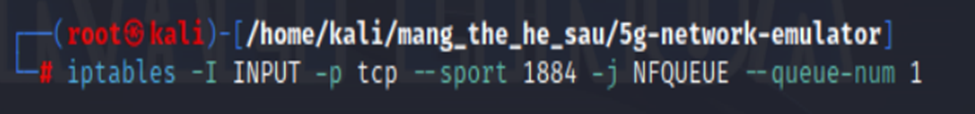 ┌──(root㉿kali)-[/home/kali/mang_the_he_sau/5g-network-emulator]
└─# iptables -I INPUT -p tcp --sport 1884 -j NFQUEUE --queue-num 1